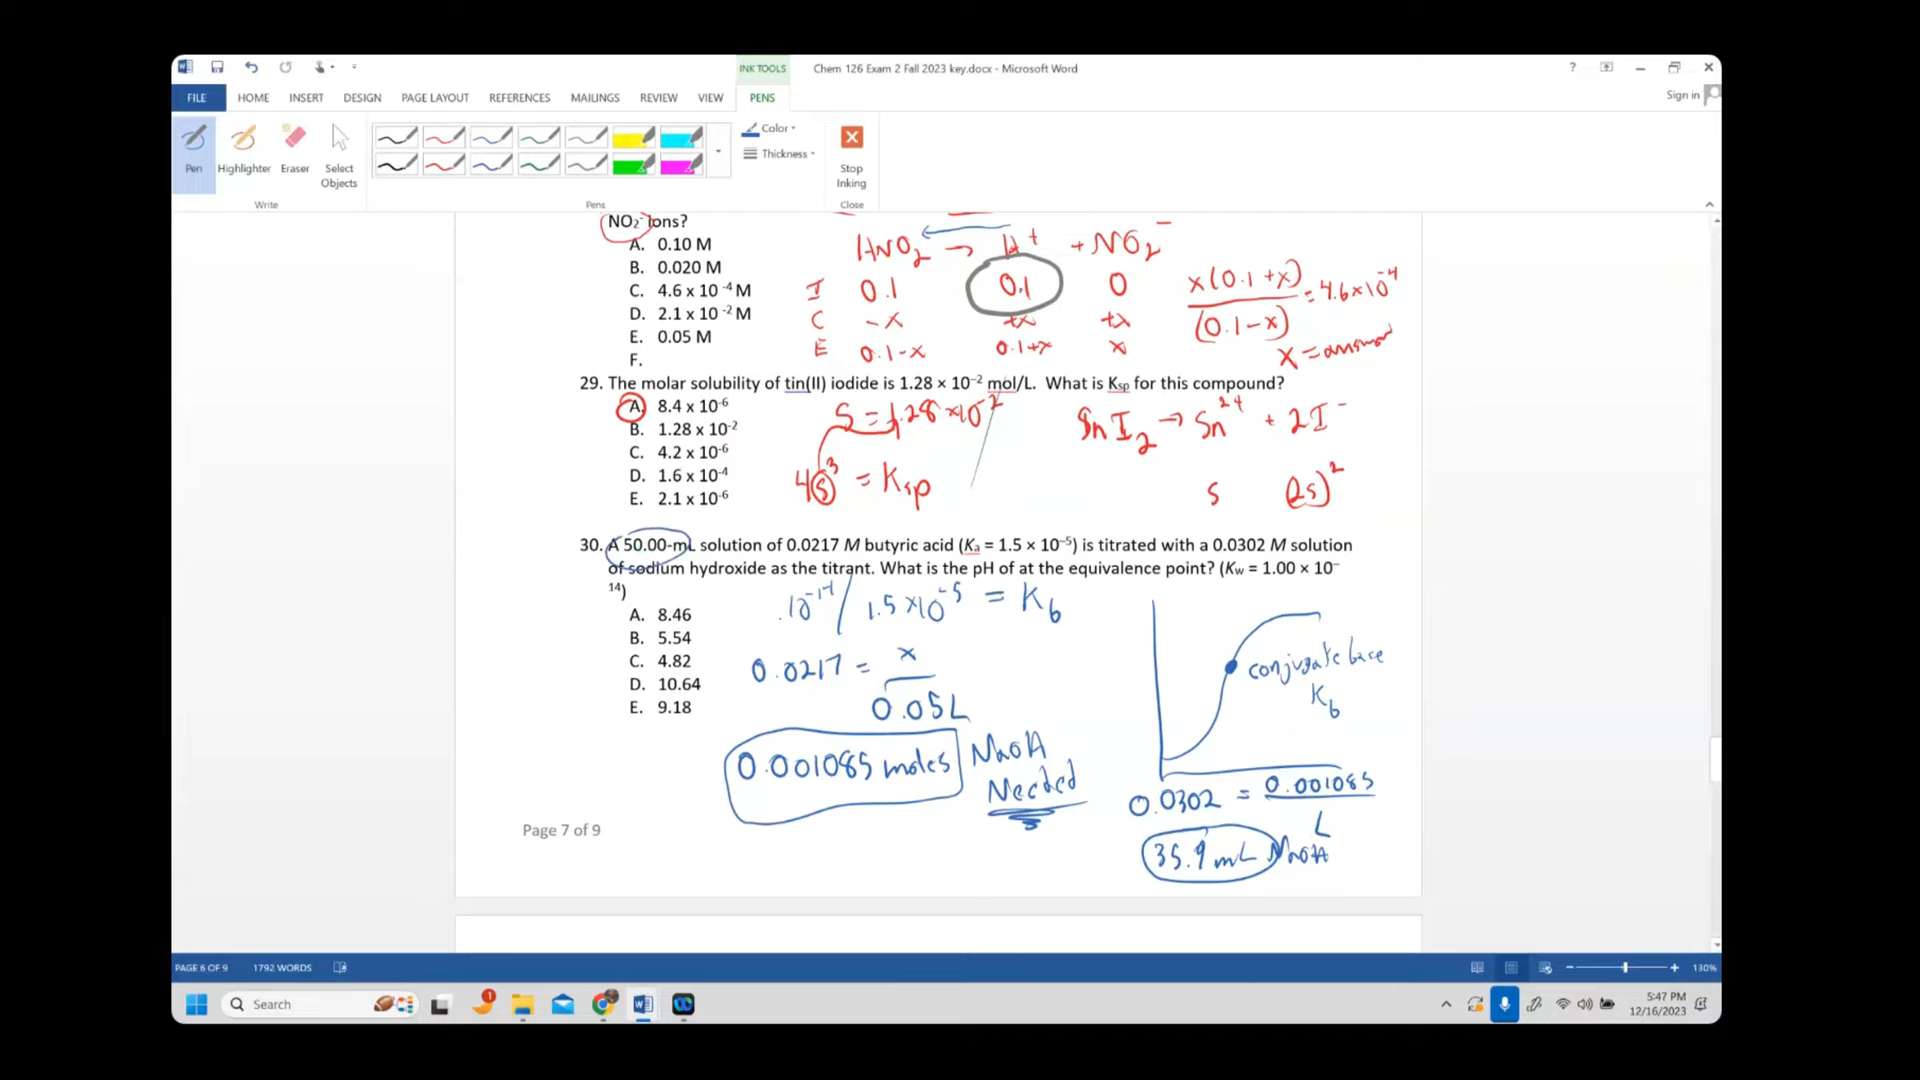 INK TOOLS
Chem 126 Exam 2 Fall 2023 key.docx - Microsoft Word
?
FILE HOME INSERT DESIGN PAGE LAYOUT REFERENCES MAILINGS REVIEW VIEW PENS
Sign in
Color
Thickness
Pen Highlighter Eraser Select Objects
Stop Inking
Write Pens Close
NO2- ions?
A. 0.10 M
B. 0.020 M
C. 4.6 x 10 -4 M
D. 2.1 x 10 -2 M
E. 0.05 M
F.
HNO2 → H+ + NO2-
I 0.1 0.1 0
C -x +x +x
E 0.1-x 0.1+x x
x(0.1+x)/(0.1-x) = 4.6x10-4
x = answer
29. The molar solubility of tin(II) iodide is 1.28 × 10–2 mol/L. What is Ksp for this compound?
A. 8.4 x 10-6
B. 1.28 x 10-2
C. 4.2 x 10-6
D. 1.6 x 10-4
E. 2.1 x 10-6
S = 1.28 x10-2
4s3 = Ksp
SnI2 → Sn2+ + 2I-
s (2s)2
30. A 50.00-mL solution of 0.0217 M butyric acid (Ka = 1.5 × 10–5) is titrated with a 0.0302 M solution
of sodium hydroxide as the titrant. What is the pH of at the equivalence point? (Kw = 1.00 × 10–
14)
A. 8.46
B. 5.54
C. 4.82
D. 10.64
E. 9.18
10-14 / 1.5x10-5 = Kb
0.0217 = x / 0.05L
0.001085 moles NaOH
Needed
conjugate base
Kb
0.0302 = 0.001085 / L
35.9 mL NaOH
Page 7 of 9
PAGE 6 OF 9 1792 WORDS 130%
Search
1
5:47 PM
12/16/2023